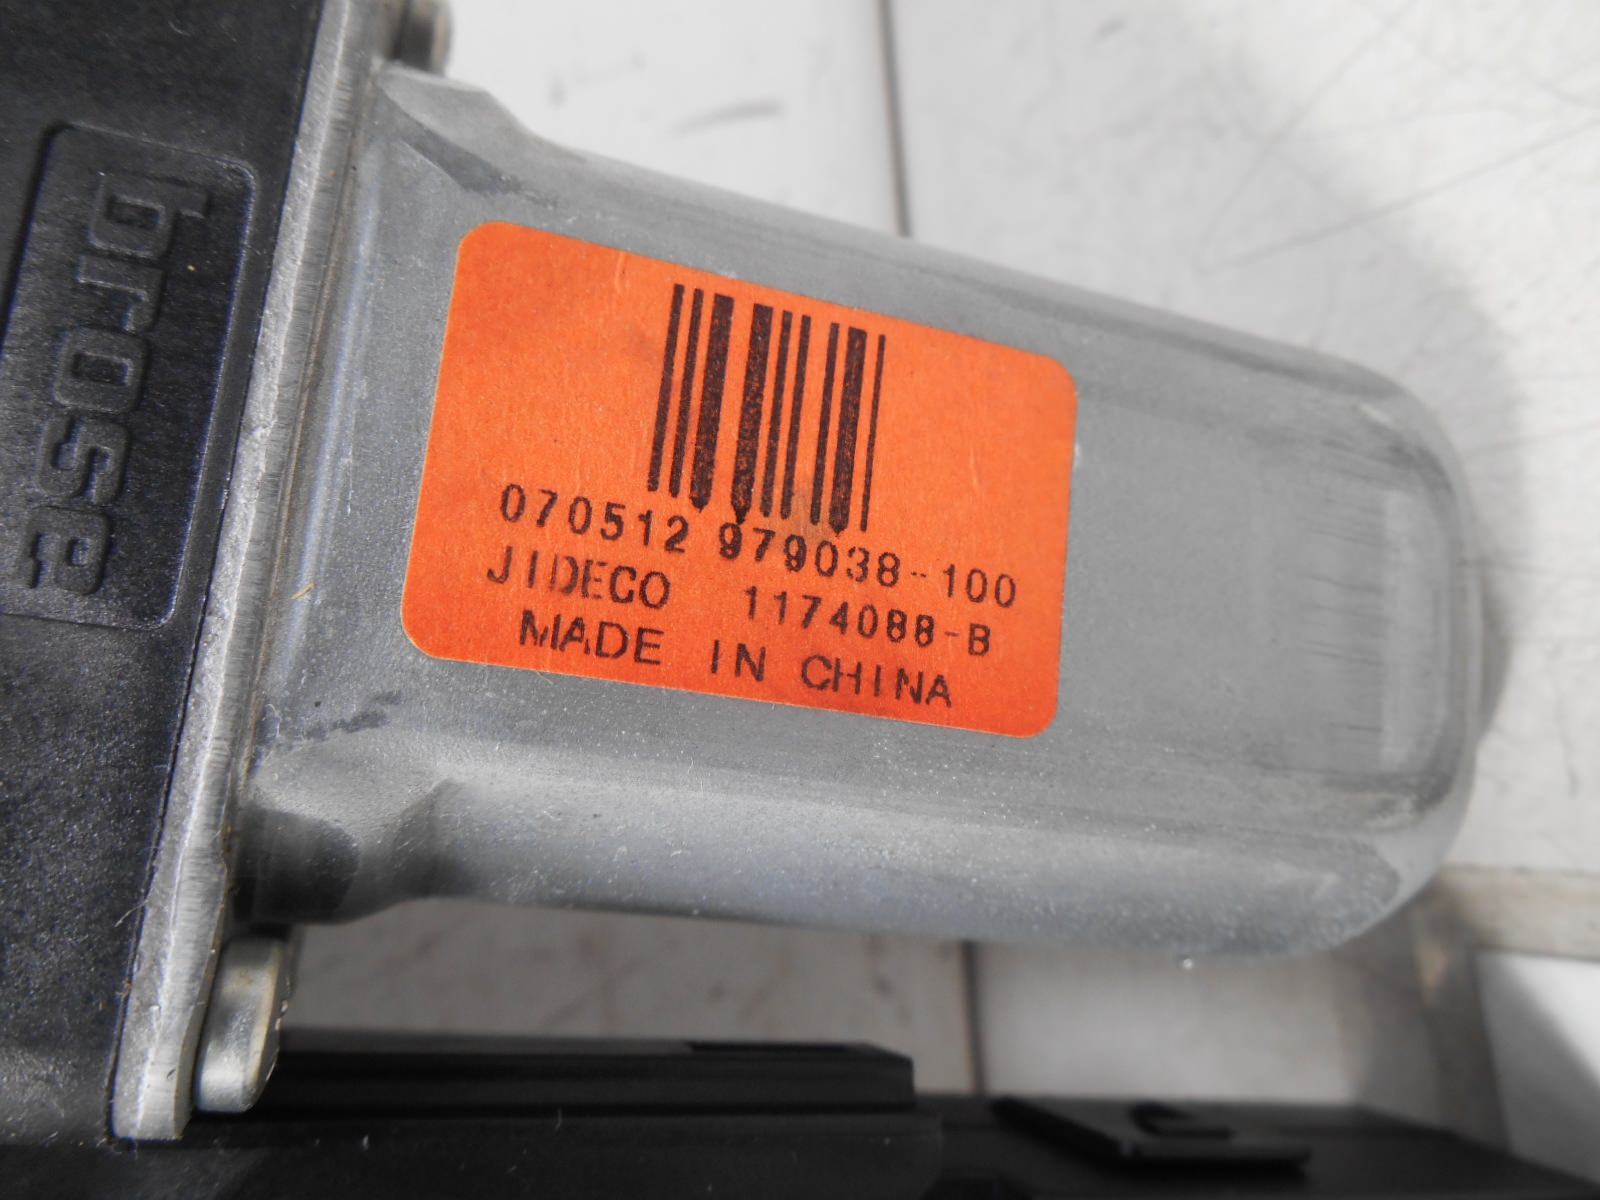 brose
070512 979038-100
JIDECO 1174088-B
MADE IN CHINA